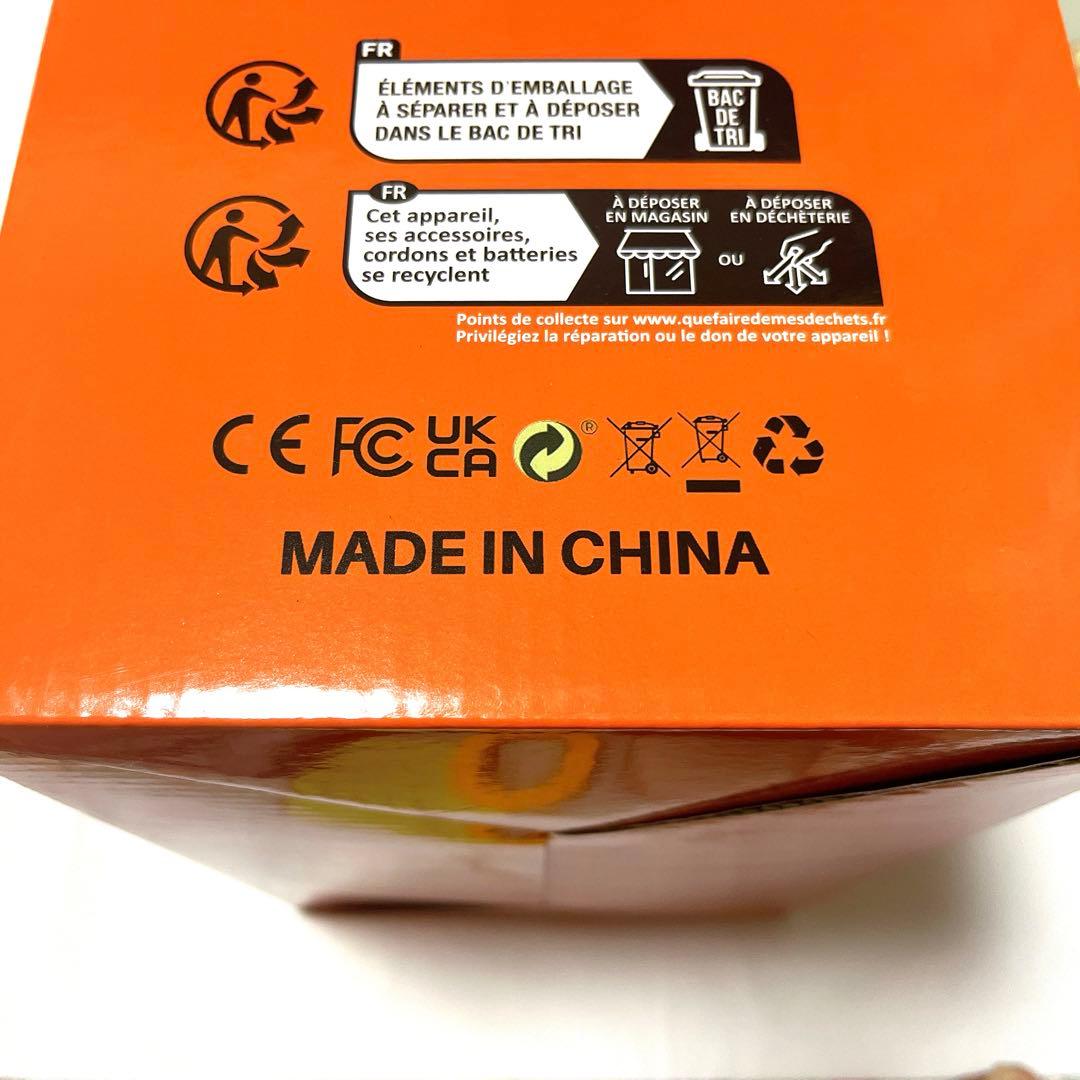 FR
ÉLÉMENTS D'EMBALLAGE
À SÉPARER ET À DÉPOSER
DANS LE BAC DE TRI
BAC
DE
TRI
FR
Cet appareil,
ses accessoires,
cordons et batteries
se recyclent
À DÉPOSER
EN MAGASIN
OU
À DÉPOSER
EN DÉCHÈTERIE
Points de collecte sur www.quefairedemesdechets.fr
Privilégiez la réparation ou le don de votre appareil !
CE FC UK
CA ®
MADE IN CHINA